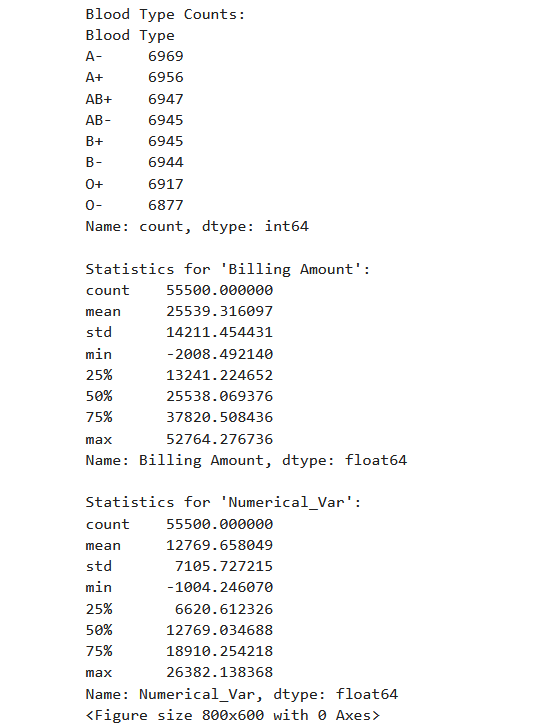 Blood Type Counts:
Blood Type
A-     6969
A+     6956
AB+    6947
AB-    6945
B+     6945
B-     6944
O+     6917
O-     6877
Name: count, dtype: int64

Statistics for 'Billing Amount':
count    55500.000000
mean     25539.316097
std      14211.454431
min      -2008.492140
25%      13241.224652
50%      25538.069376
75%      37820.508436
max      52764.276736
Name: Billing Amount, dtype: float64

Statistics for 'Numerical_Var':
count    55500.000000
mean     12769.658049
std       7105.727215
min      -1004.246070
25%       6620.612326
50%      12769.034688
75%      18910.254218
max      26382.138368
Name: Numerical_Var, dtype: float64
<Figure size 800x600 with 0 Axes>